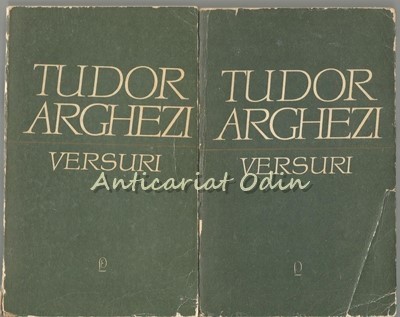 TUDOR
ARGHEZI
VERSURI
TUDOR
ARGHEZI
VERSURI
Anticariat Odin